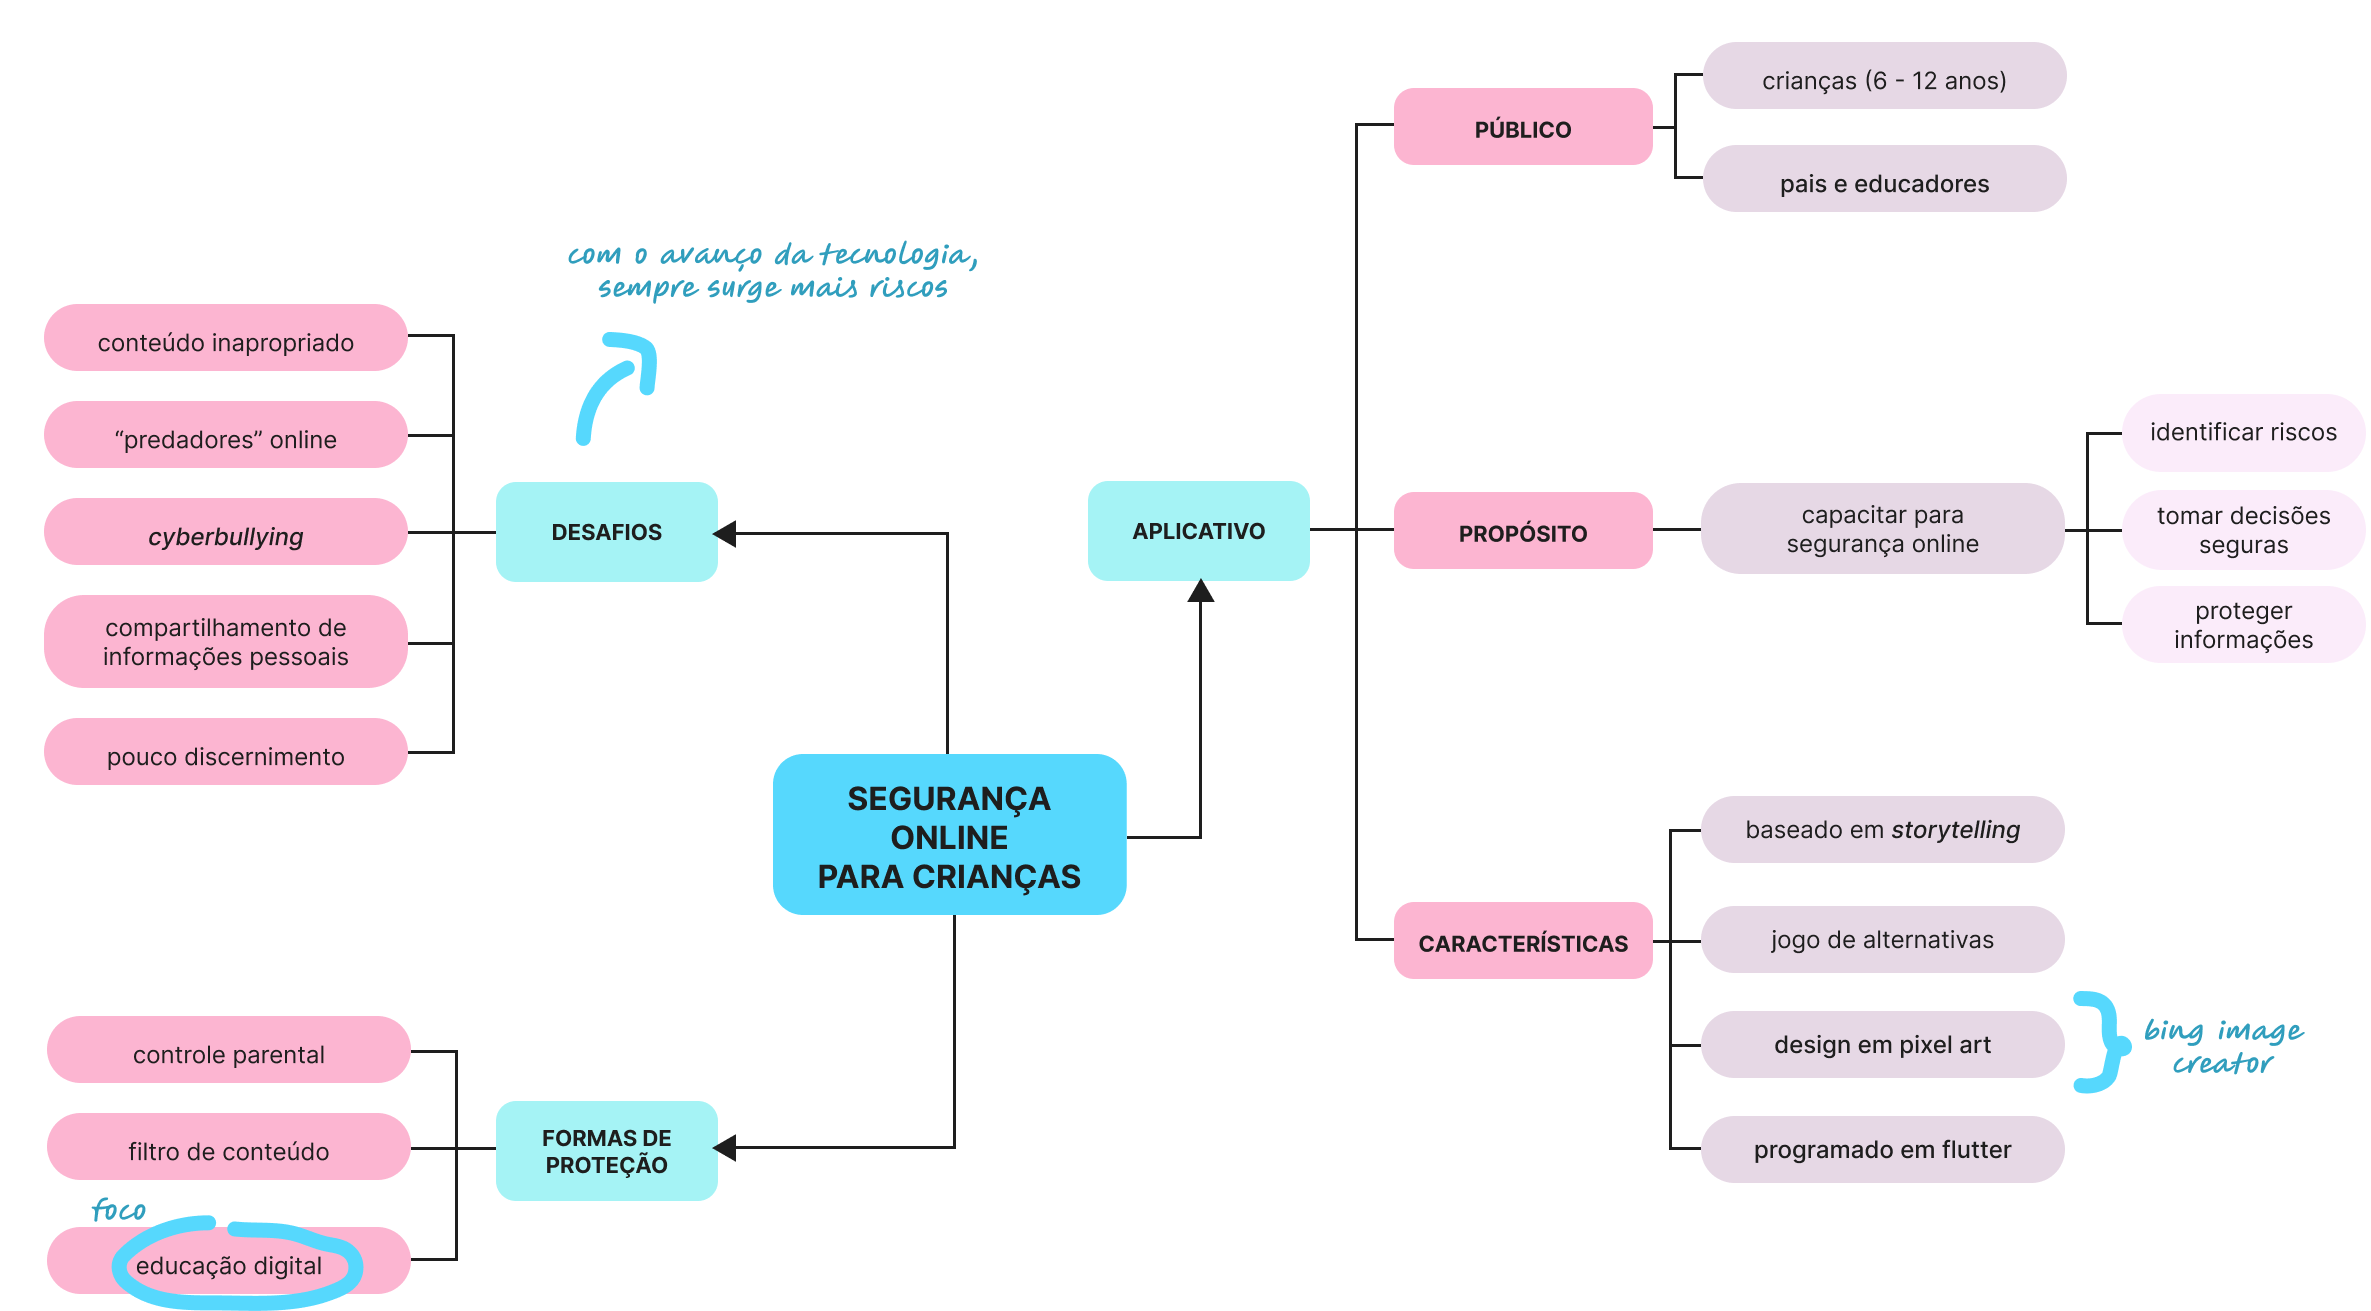 SEGURANÇA
ONLINE
PARA CRIANÇAS
DESAFIOS
com o avanço da tecnologia,
sempre surge mais riscos
conteúdo inapropriado
“predadores” online
cyberbullying
compartilhamento de
informações pessoais
pouco discernimento
FORMAS DE
PROTEÇÃO
controle parental
filtro de conteúdo
foco
educação digital
APLICATIVO
PÚBLICO
crianças (6 - 12 anos)
pais e educadores
PROPÓSITO
capacitar para
segurança online
identificar riscos
tomar decisões
seguras
proteger
informações
CARACTERÍSTICAS
baseado em storytelling
jogo de alternativas
design em pixel art
bing image
creator
programado em flutter